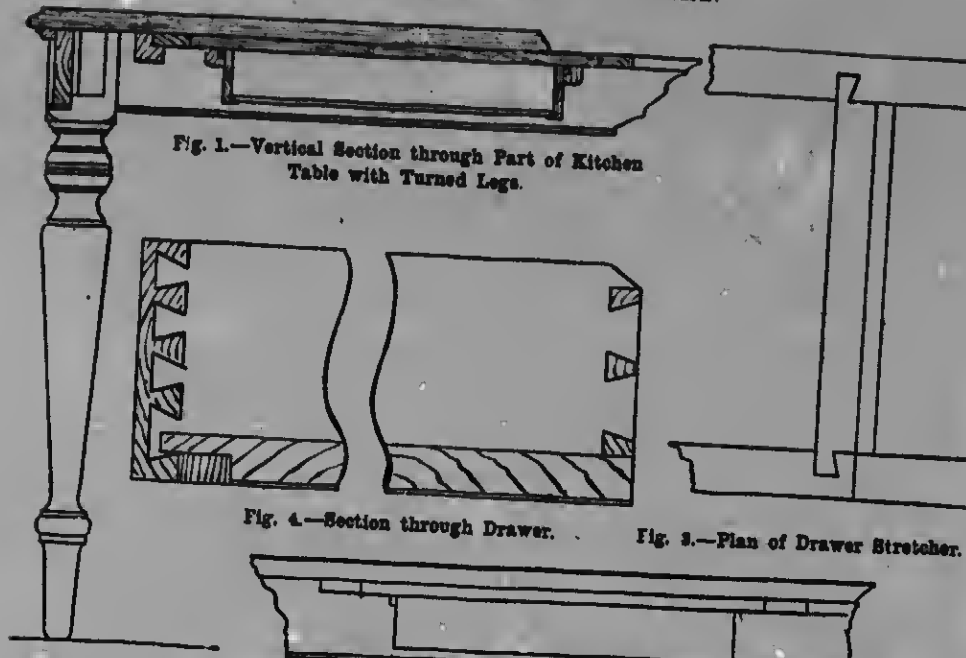 Fig. 1.—Vertical Section through Part of Kitchen
Table with Turned Legs.
Fig. 4.—Section through Drawer.
Fig. 3.—Plan of Drawer Stretcher.